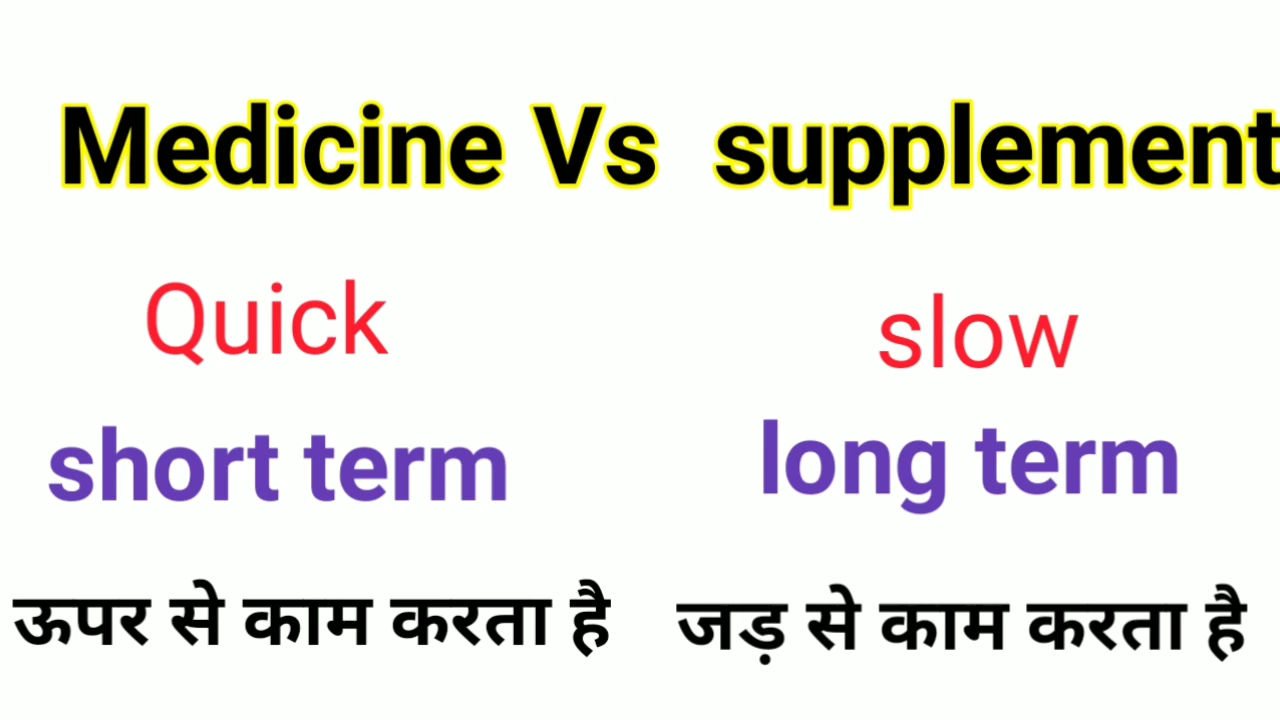 Medicine Vs supplement
Quick slow
short term long term
ऊपर से काम करता है जड़ से काम करता है